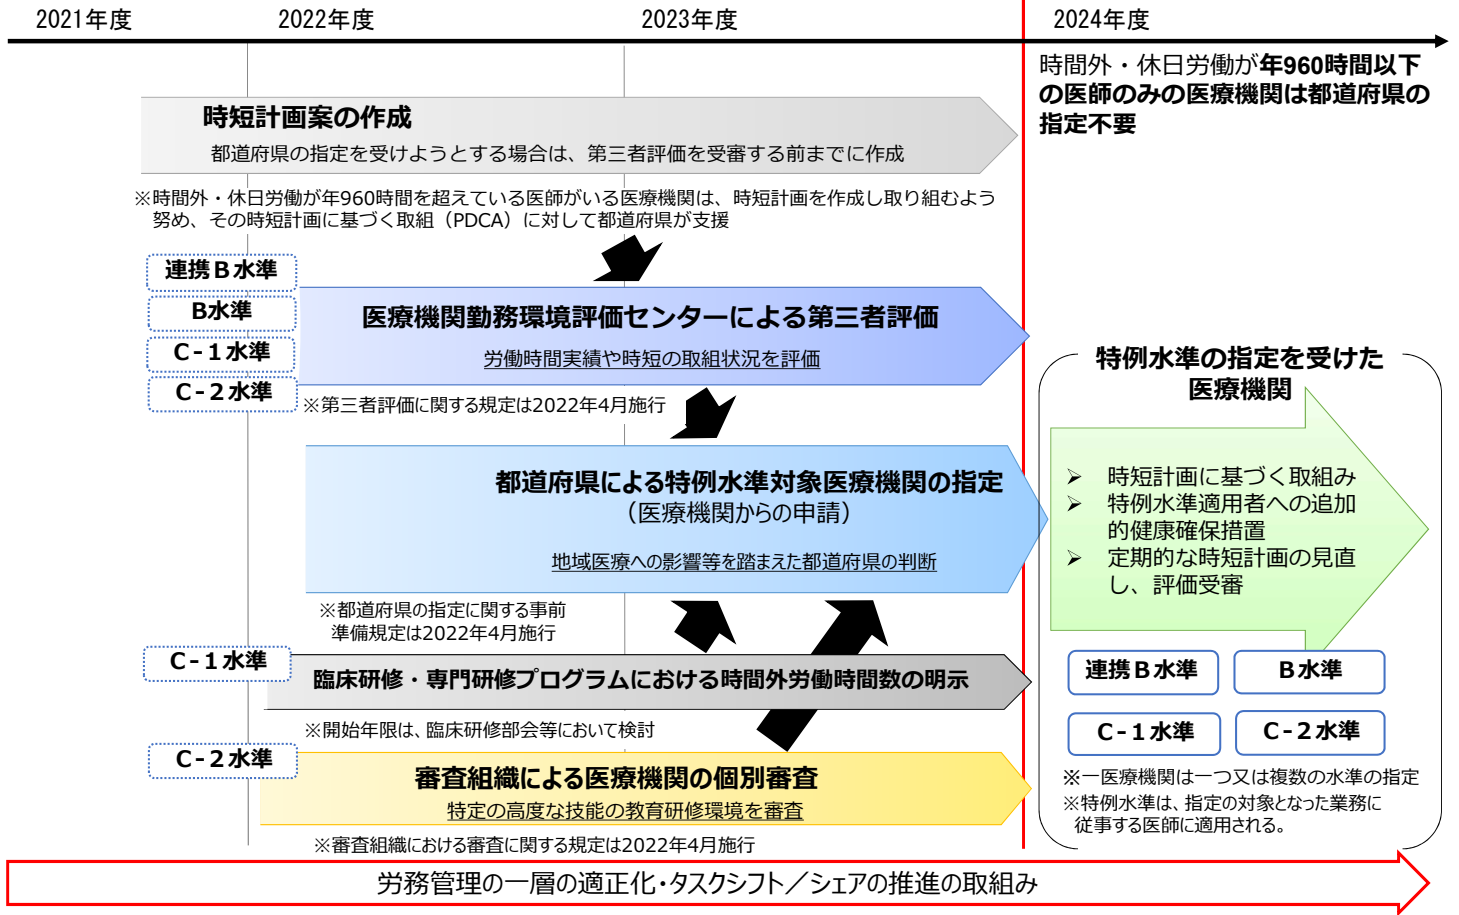 2021年度
2022年度
2023年度
2024年度
時間外・休日労働が年960時間以下
の医師のみの医療機関は都道府県の
指定不要
時短計画案の作成
都道府県の指定を受けようとする場合は、第三者評価を受審する前までに作成
※時間外・休日労働が年960時間を超えている医師がいる医療機関は、時短計画を作成し取り組むよう
努め、その時短計画に基づく取組（PDCA）に対して都道府県が支援
連携Ｂ水準
B水準
Ｃ-１水準
Ｃ-２水準
医療機関勤務環境評価センターによる第三者評価
労働時間実績や時短の取組状況を評価
※第三者評価に関する規定は2022年4月施行
都道府県による特例水準対象医療機関の指定
（医療機関からの申請）
地域医療への影響等を踏まえた都道府県の判断
※都道府県の指定に関する事前
準備規定は2022年4月施行
Ｃ-１水準
臨床研修・専門研修プログラムにおける時間外労働時間数の明示
※開始年限は、臨床研修部会等において検討
Ｃ-２水準
審査組織による医療機関の個別審査
特定の高度な技能の教育研修環境を審査
※審査組織における審査に関する規定は2022年4月施行
特例水準の指定を受けた
医療機関
➢ 時短計画に基づく取組み
➢ 特例水準適用者への追加
的健康確保措置
➢ 定期的な時短計画の見直
し、評価受審
連携Ｂ水準
Ｂ水準
Ｃ-１水準
Ｃ-２水準
※一医療機関は一つ又は複数の水準の指定
※特例水準は、指定の対象となった業務に
従事する医師に適用される。
労務管理の一層の適正化・タスクシフト／シェアの推進の取組み